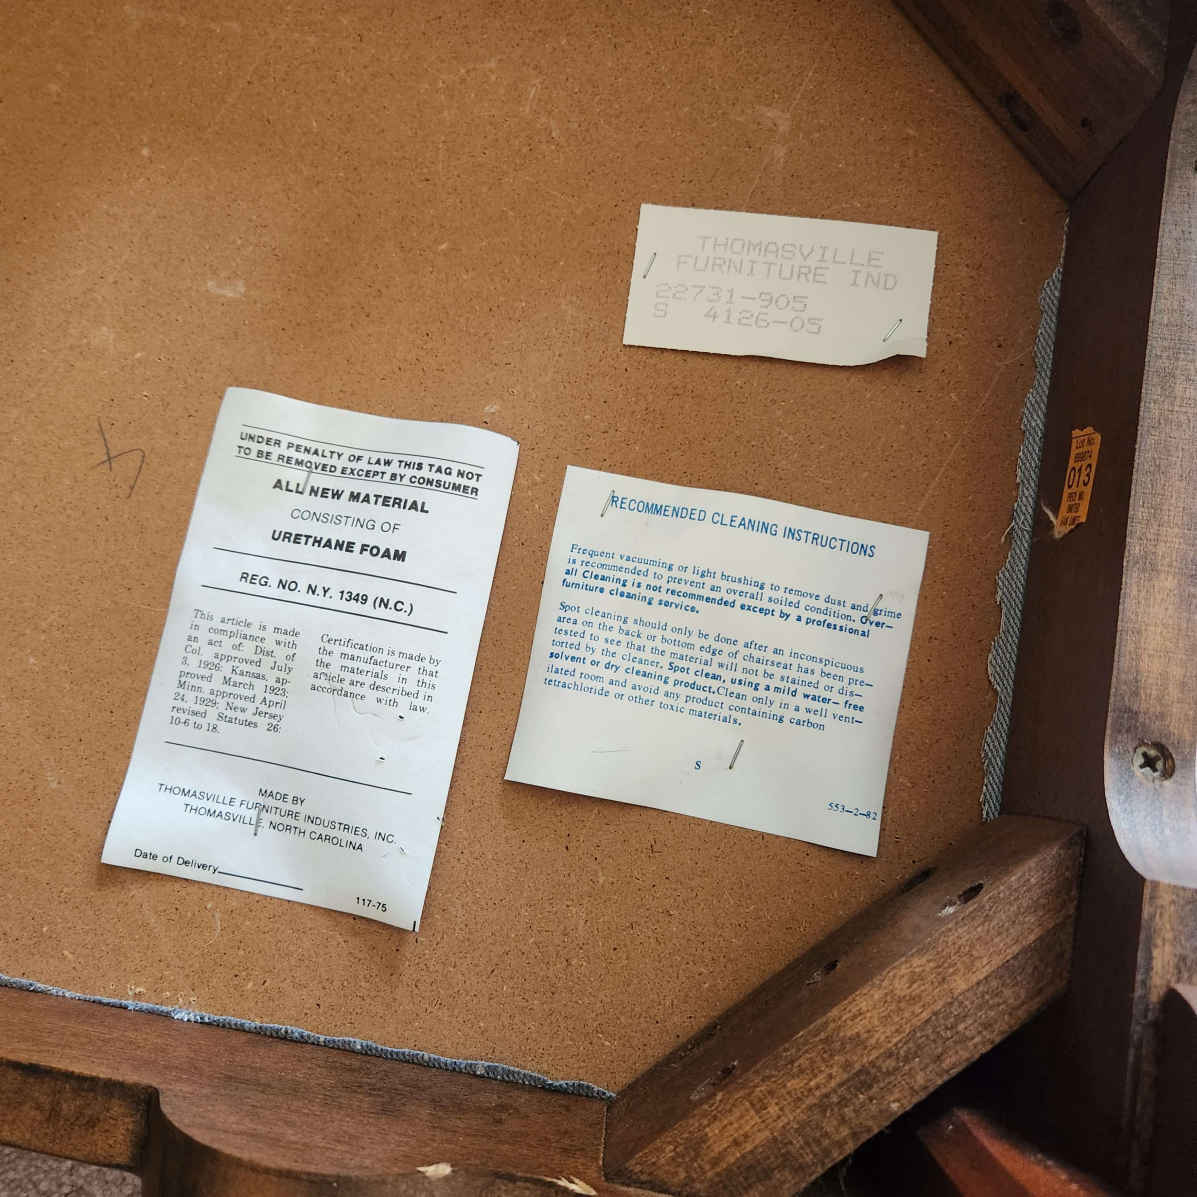 THOMASVILLE
FURNITURE IND
22731-905
S 4126-05
UNDER PENALTY OF LAW THIS TAG NOT
TO BE REMOVED EXCEPT BY CONSUMER
ALL NEW MATERIAL
CONSISTING OF
URETHANE FOAM
REG. NO. N.Y. 1349 (N.C.)
This article is made
in compliance with
an act of: Dist. of
Col. approved July
3, 1926; Kansas, ap-
proved March 1923;
Minn. approved April
24, 1929; New Jersey
revised Statutes 26:
10-6 to 18.
Certification is made by
the manufacturer that
the materials in this
article are described in
accordance with law.
MADE BY
THOMASVILLE FURNITURE INDUSTRIES, INC.
THOMASVILLE, NORTH CAROLINA
Date of Delivery
117-75
RECOMMENDED CLEANING INSTRUCTIONS
Frequent vacuuming or light brushing to remove dust and grime
is recommended to prevent an overall soiled condition. Over-
all Cleaning is not recommended except by a professional
furniture cleaning service.
Spot cleaning should only be done after an inconspicuous
area on the back or bottom edge of chairseat has been pre-
tested to see that the material will not be stained or dis-
torted by the cleaner. Spot clean, using a mild water-free
solvent or dry cleaning product. Clean only in a well vent-
ilated room and avoid any product containing carbon
tetrachloride or other toxic materials.
S
553-2-82
Lot No.
013